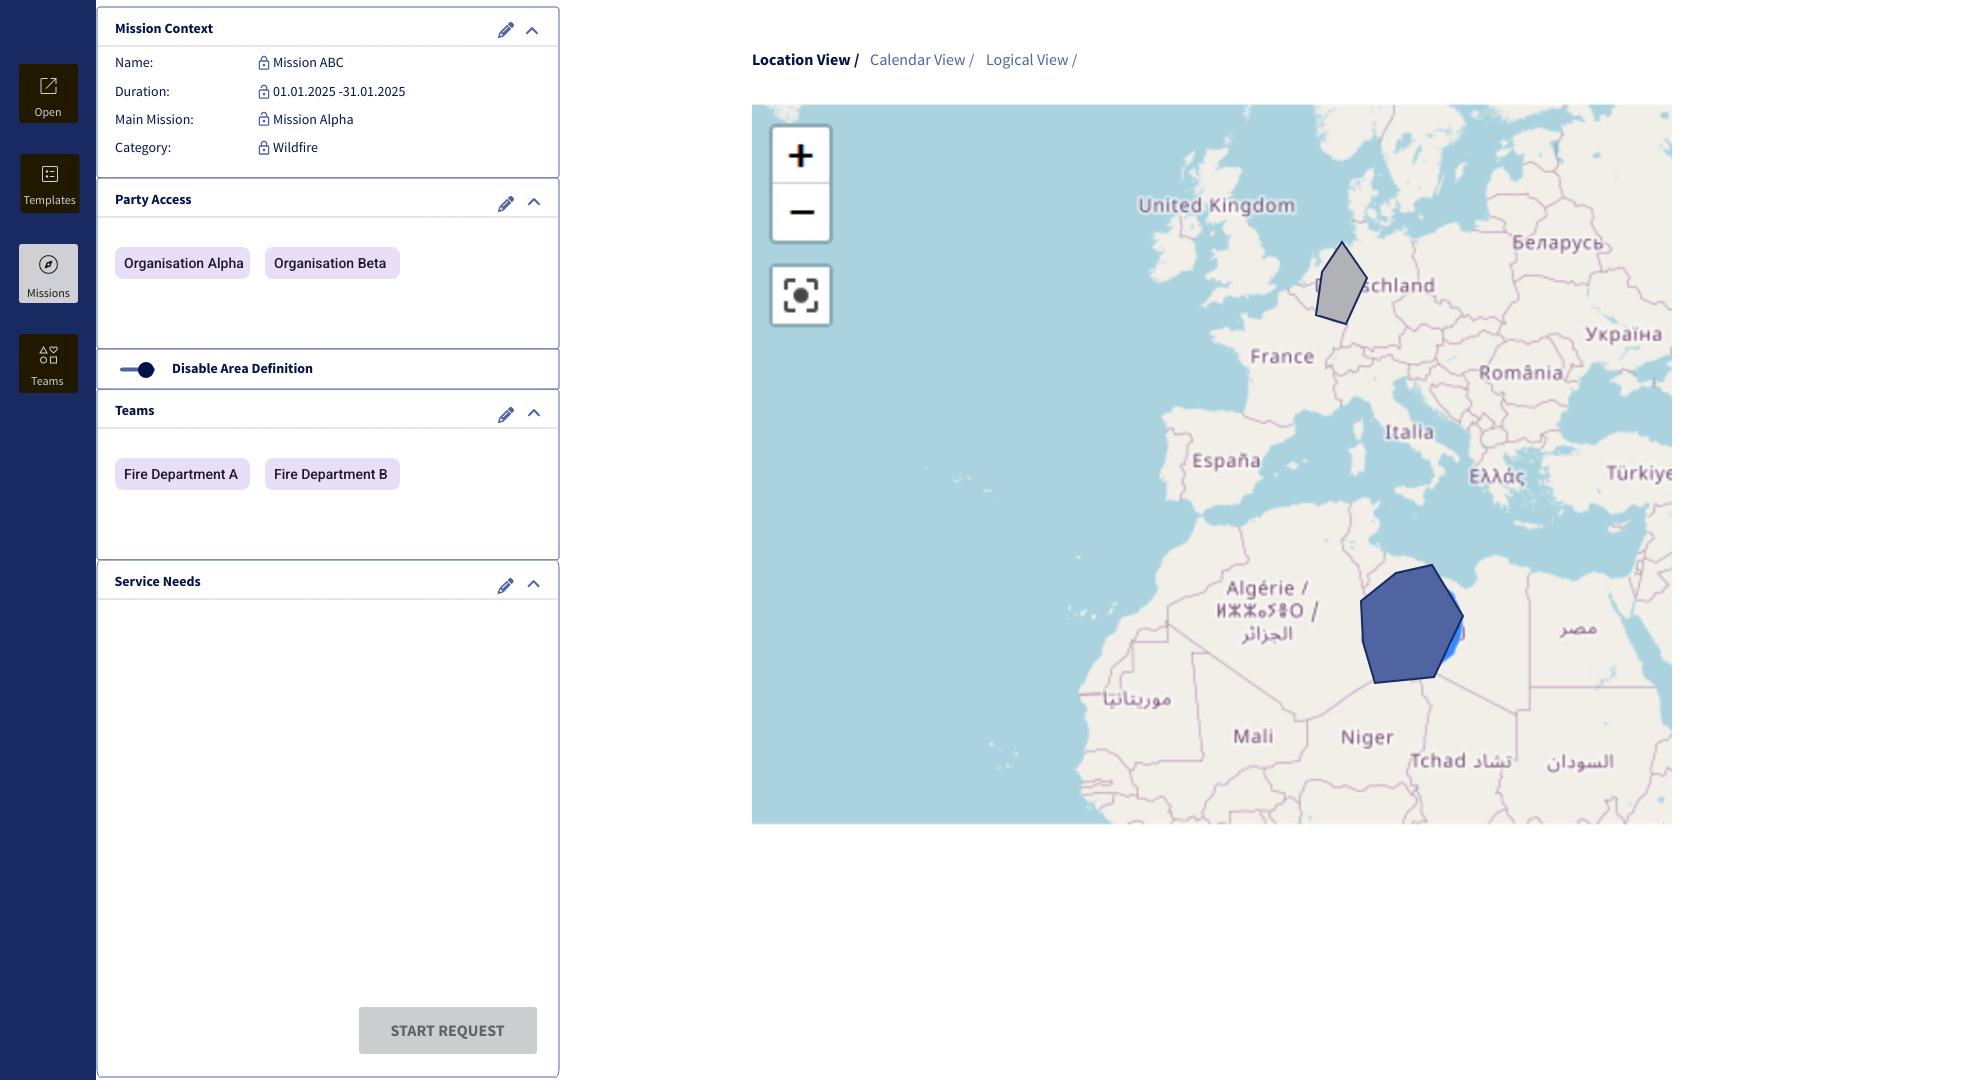 Open
Templates
Missions
Teams
Mission Context
Name: Mission ABC
Duration: 01.01.2025 -31.01.2025
Main Mission: Mission Alpha
Category: Wildfire
Party Access
Organisation Alpha Organisation Beta
Disable Area Definition
Teams
Fire Department A Fire Department B
Service Needs
START REQUEST
Location View / Calendar View / Logical View /
+
−
United Kingdom
Беларусь
schland
Україна
France
România
Italia
España
Ελλάς
Türkiye
Algérie /
ⵍⵣⵣⴰⵢⴻⵔ /
الجزائر
مصر
موريتانيا
Mali
Niger
Tchad تشاد
السودان